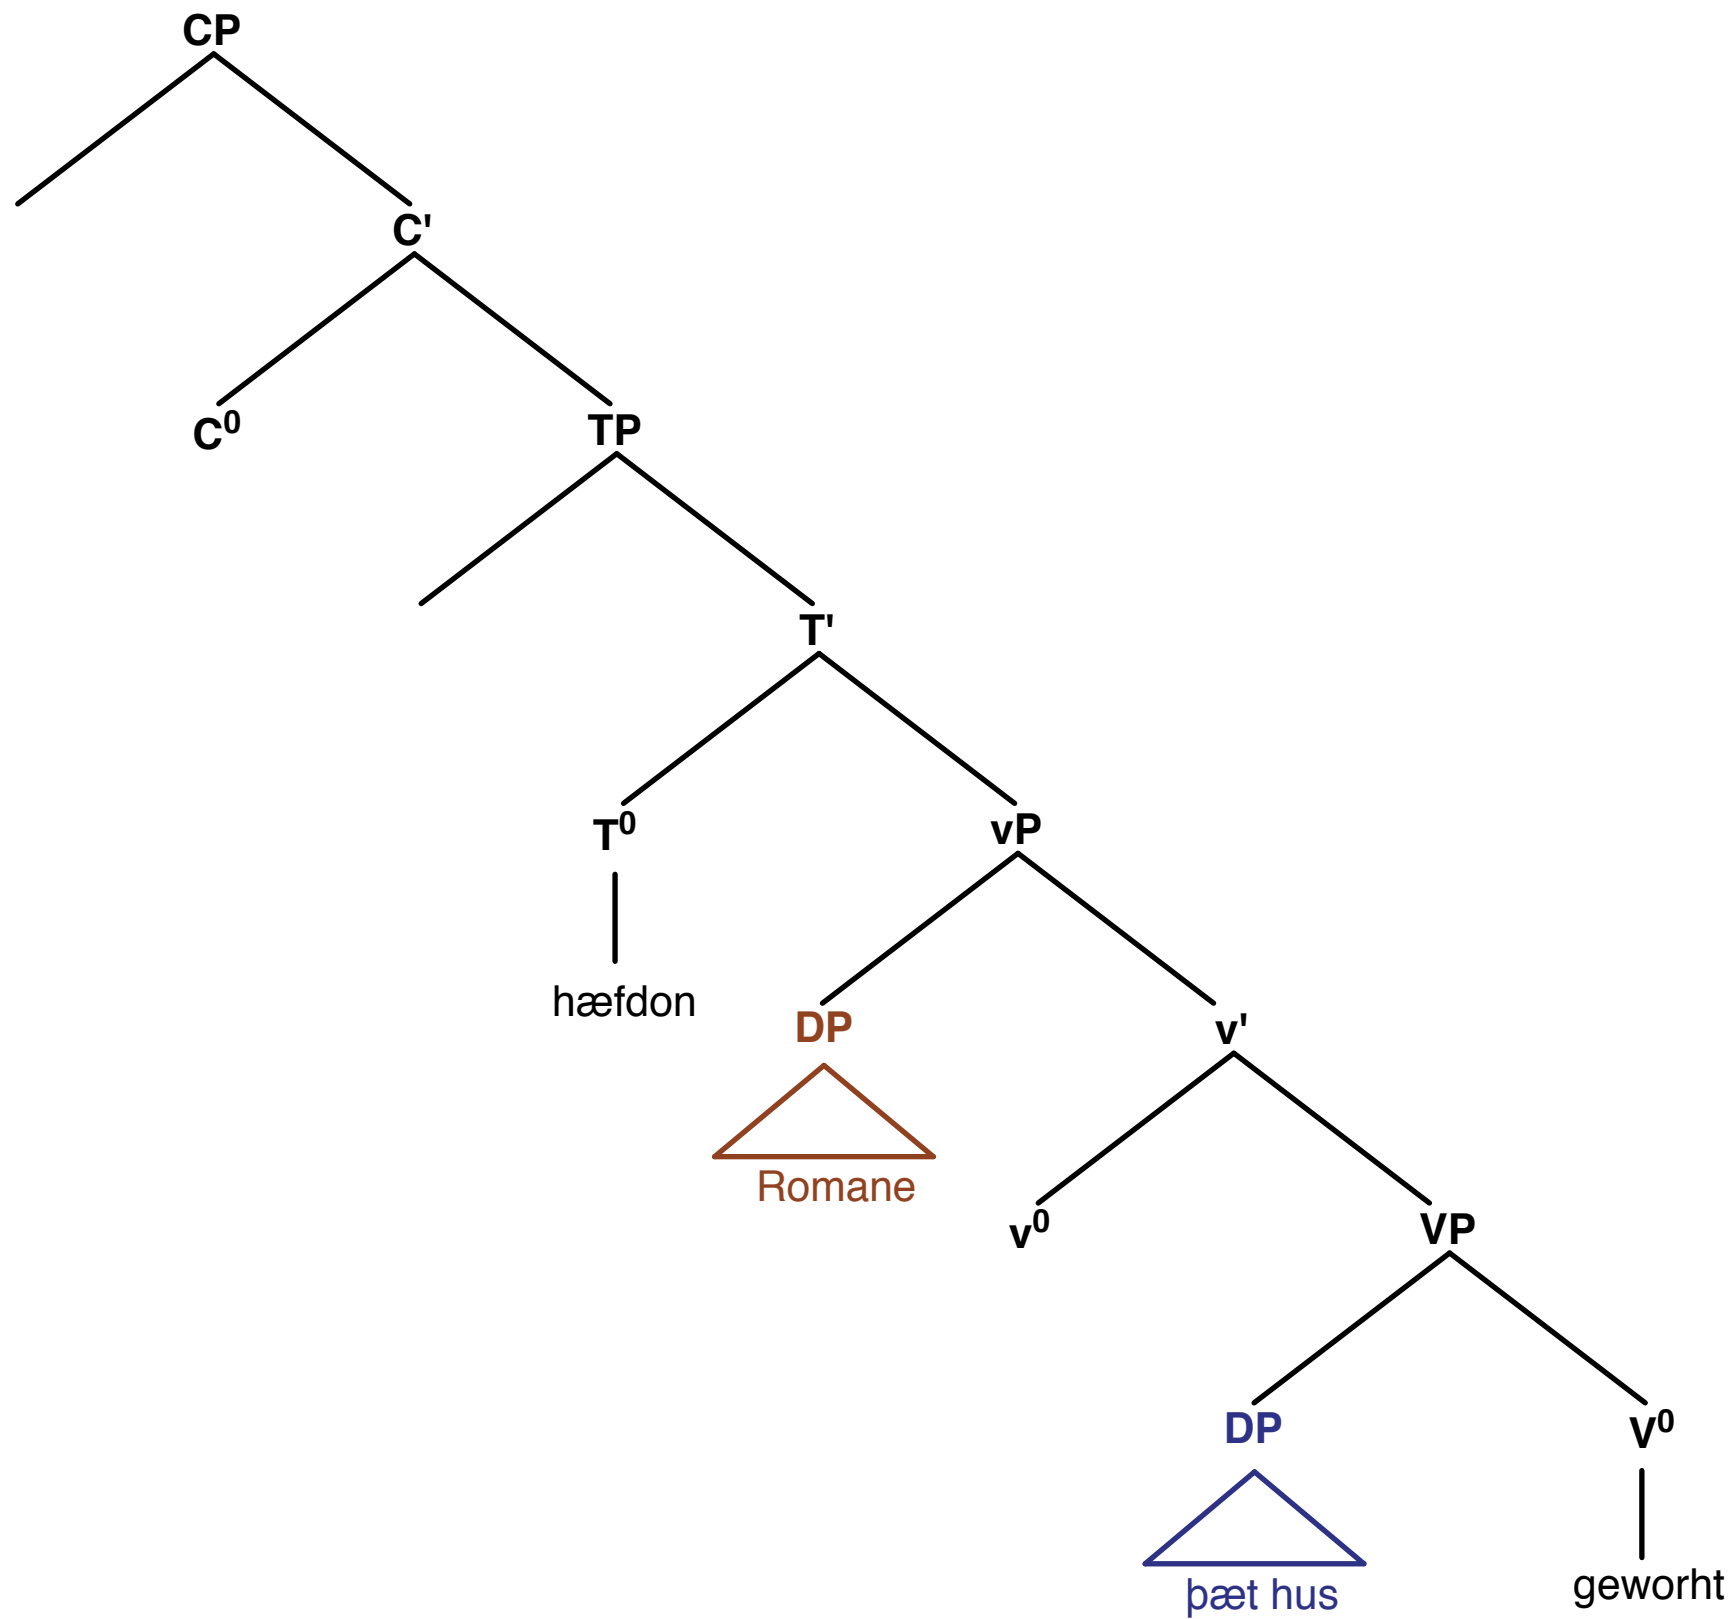 CP
C'
C⁰
TP
T'
T⁰
vP
hæfdon
DP
v'
Romane
v⁰
VP
DP
V⁰
þæt hus
geworht